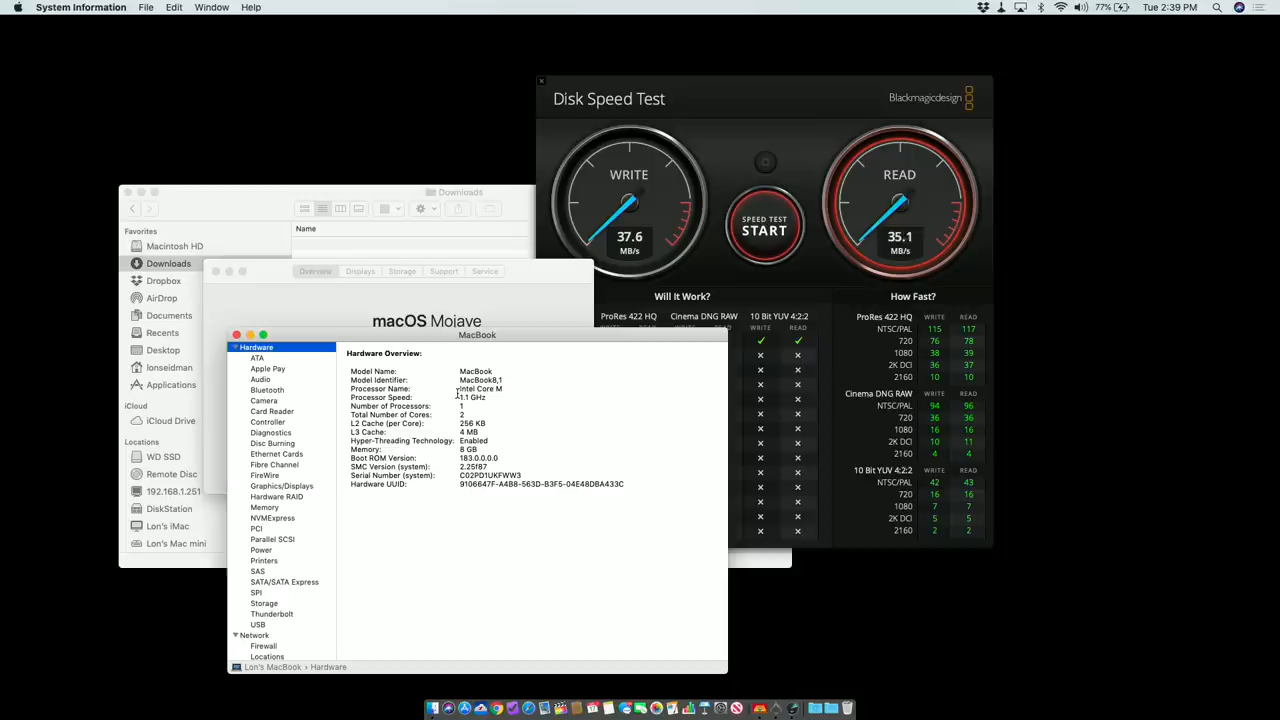 System Information File Edit Window Help
77% Tue 2:39 PM
Disk Speed Test
Blackmagicdesign
WRITE
37.6
MB/s
SPEED TEST
START
READ
35.1
MB/s
Will It Work?
ProRes 422 HQ Cinema DNG RAW 10 Bit YUV 4:2:2
WRITE READ
How Fast?
ProRes 422 HQ WRITE READ
NTSC/PAL 115 117
720 76 78
1080 38 39
2K DCI 36 37
2160 10 10
Cinema DNG RAW WRITE READ
NTSC/PAL 94 96
720 36 36
1080 16 16
2K DCI 10 11
2160 4 4
10 Bit YUV 4:2:2 WRITE READ
NTSC/PAL 42 43
720 16 16
1080 7 7
2K DCI 5 5
2160 2 2
Downloads
Name
Favorites
Macintosh HD
Downloads
Dropbox
AirDrop
Documents
Recents
Desktop
lonseidman
Applications
iCloud
iCloud Drive
Locations
WD SSD
Remote Disc
192.168.1.251
DiskStation
Lon's iMac
Lon's Mac mini
Overview Displays Storage Support Service
macOS Mojave
MacBook
Hardware
ATA
Apple Pay
Audio
Bluetooth
Camera
Card Reader
Controller
Diagnostics
Disc Burning
Ethernet Cards
Fibre Channel
FireWire
Graphics/Displays
Hardware RAID
Memory
NVMExpress
PCI
Parallel SCSI
Power
Printers
SAS
SATA/SATA Express
SPI
Storage
Thunderbolt
USB
Network
Firewall
Locations
Hardware Overview:
Model Name: MacBook
Model Identifier: MacBook8,1
Processor Name: Intel Core M
Processor Speed: 1.1 GHz
Number of Processors: 1
Total Number of Cores: 2
L2 Cache (per Core): 256 KB
L3 Cache: 4 MB
Hyper-Threading Technology: Enabled
Memory: 8 GB
Boot ROM Version: 183.0.0.0.0
SMC Version (system): 2.25f87
Serial Number (system): C02PD1UKFWW3
Hardware UUID: 9106647F-A4B8-563D-B3F5-04E48DBA433C
Lon's MacBook › Hardware